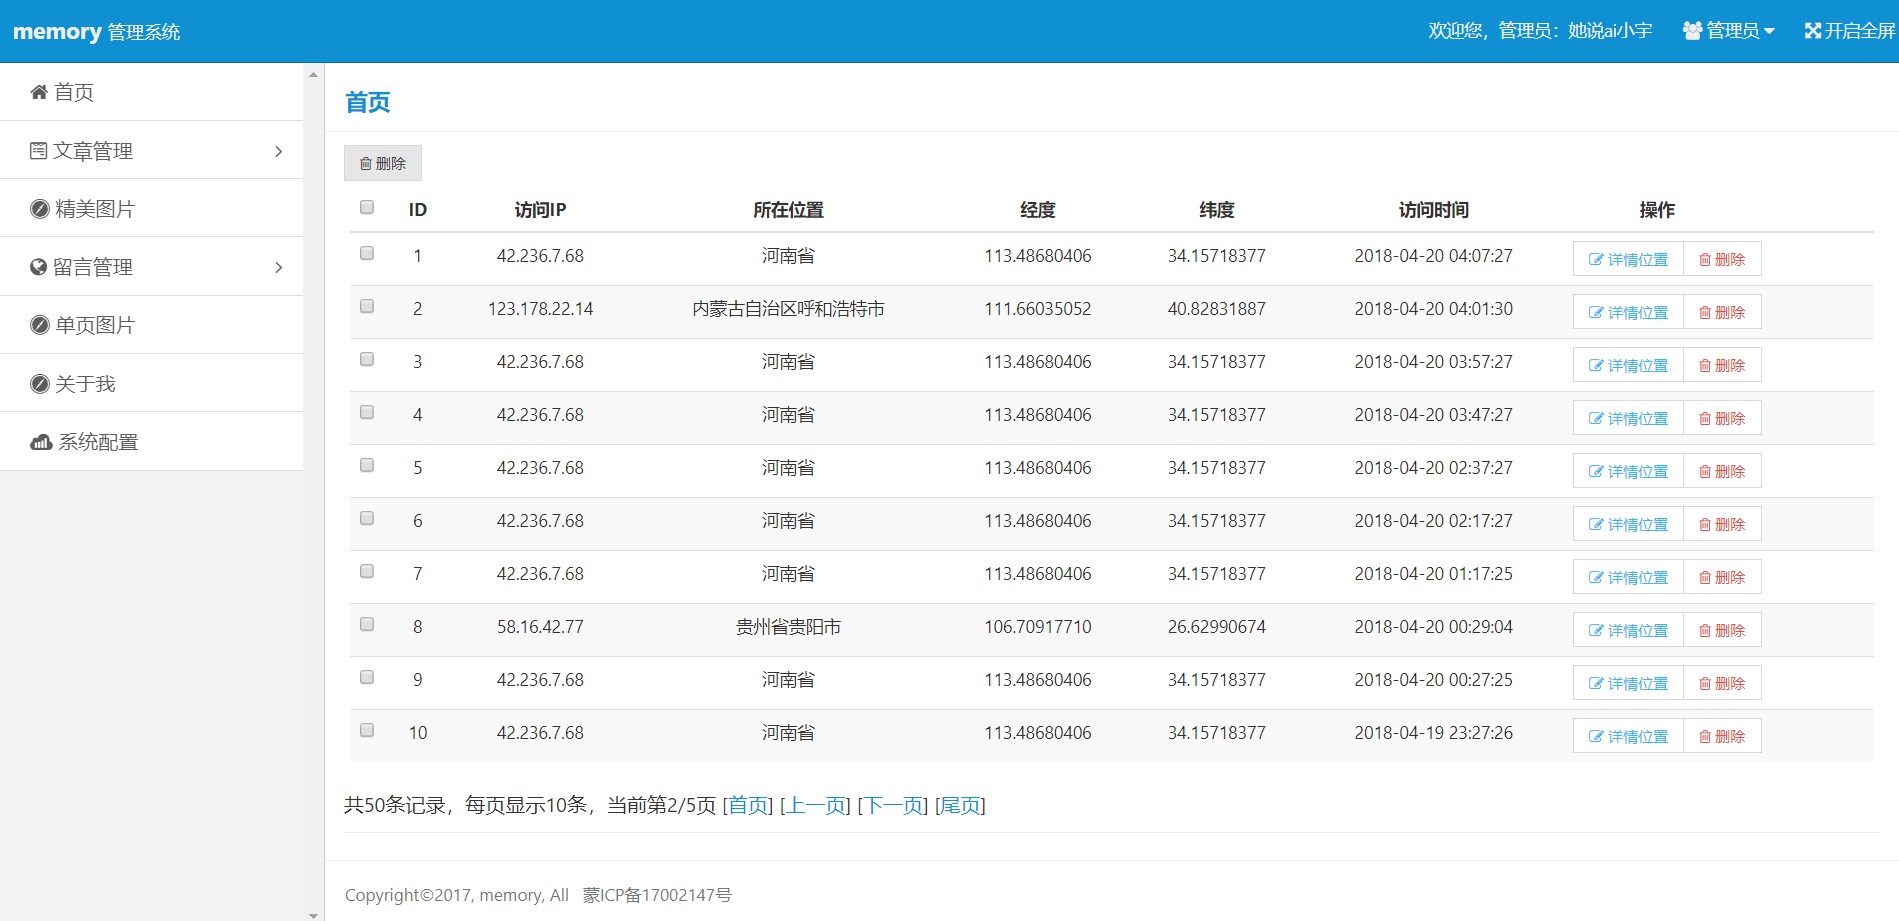 memory 管理系统
欢迎您，管理员：她说ai小宇 管理员 开启全屏
首页
文章管理
精美图片
留言管理
单页图片
关于我
系统配置
首页
删除
ID 访问IP 所在位置 经度 纬度 访问时间 操作
1 42.236.7.68 河南省 113.48680406 34.15718377 2018-04-20 04:07:27 详情位置 删除
2 123.178.22.14 内蒙古自治区呼和浩特市 111.66035052 40.82831887 2018-04-20 04:01:30 详情位置 删除
3 42.236.7.68 河南省 113.48680406 34.15718377 2018-04-20 03:57:27 详情位置 删除
4 42.236.7.68 河南省 113.48680406 34.15718377 2018-04-20 03:47:27 详情位置 删除
5 42.236.7.68 河南省 113.48680406 34.15718377 2018-04-20 02:37:27 详情位置 删除
6 42.236.7.68 河南省 113.48680406 34.15718377 2018-04-20 02:17:27 详情位置 删除
7 42.236.7.68 河南省 113.48680406 34.15718377 2018-04-20 01:17:25 详情位置 删除
8 58.16.42.77 贵州省贵阳市 106.70917710 26.62990674 2018-04-20 00:29:04 详情位置 删除
9 42.236.7.68 河南省 113.48680406 34.15718377 2018-04-20 00:27:25 详情位置 删除
10 42.236.7.68 河南省 113.48680406 34.15718377 2018-04-19 23:27:26 详情位置 删除
共50条记录，每页显示10条，当前第2/5页 [首页] [上一页] [下一页] [尾页]
Copyright©2017, memory, All 蒙ICP备17002147号